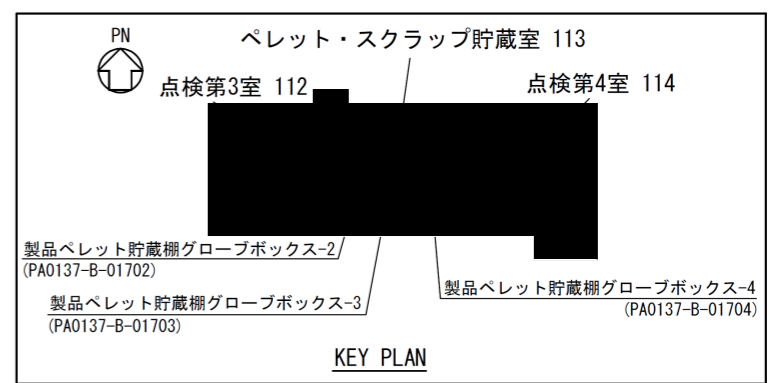 PN
ペレット・スクラップ貯蔵室 113
点検第3室 112
点検第4室 114
製品ペレット貯蔵棚グローブボックス-2
(PA0137-B-01702)
製品ペレット貯蔵棚グローブボックス-3
(PA0137-B-01703)
製品ペレット貯蔵棚グローブボックス-4
(PA0137-B-01704)
KEY PLAN